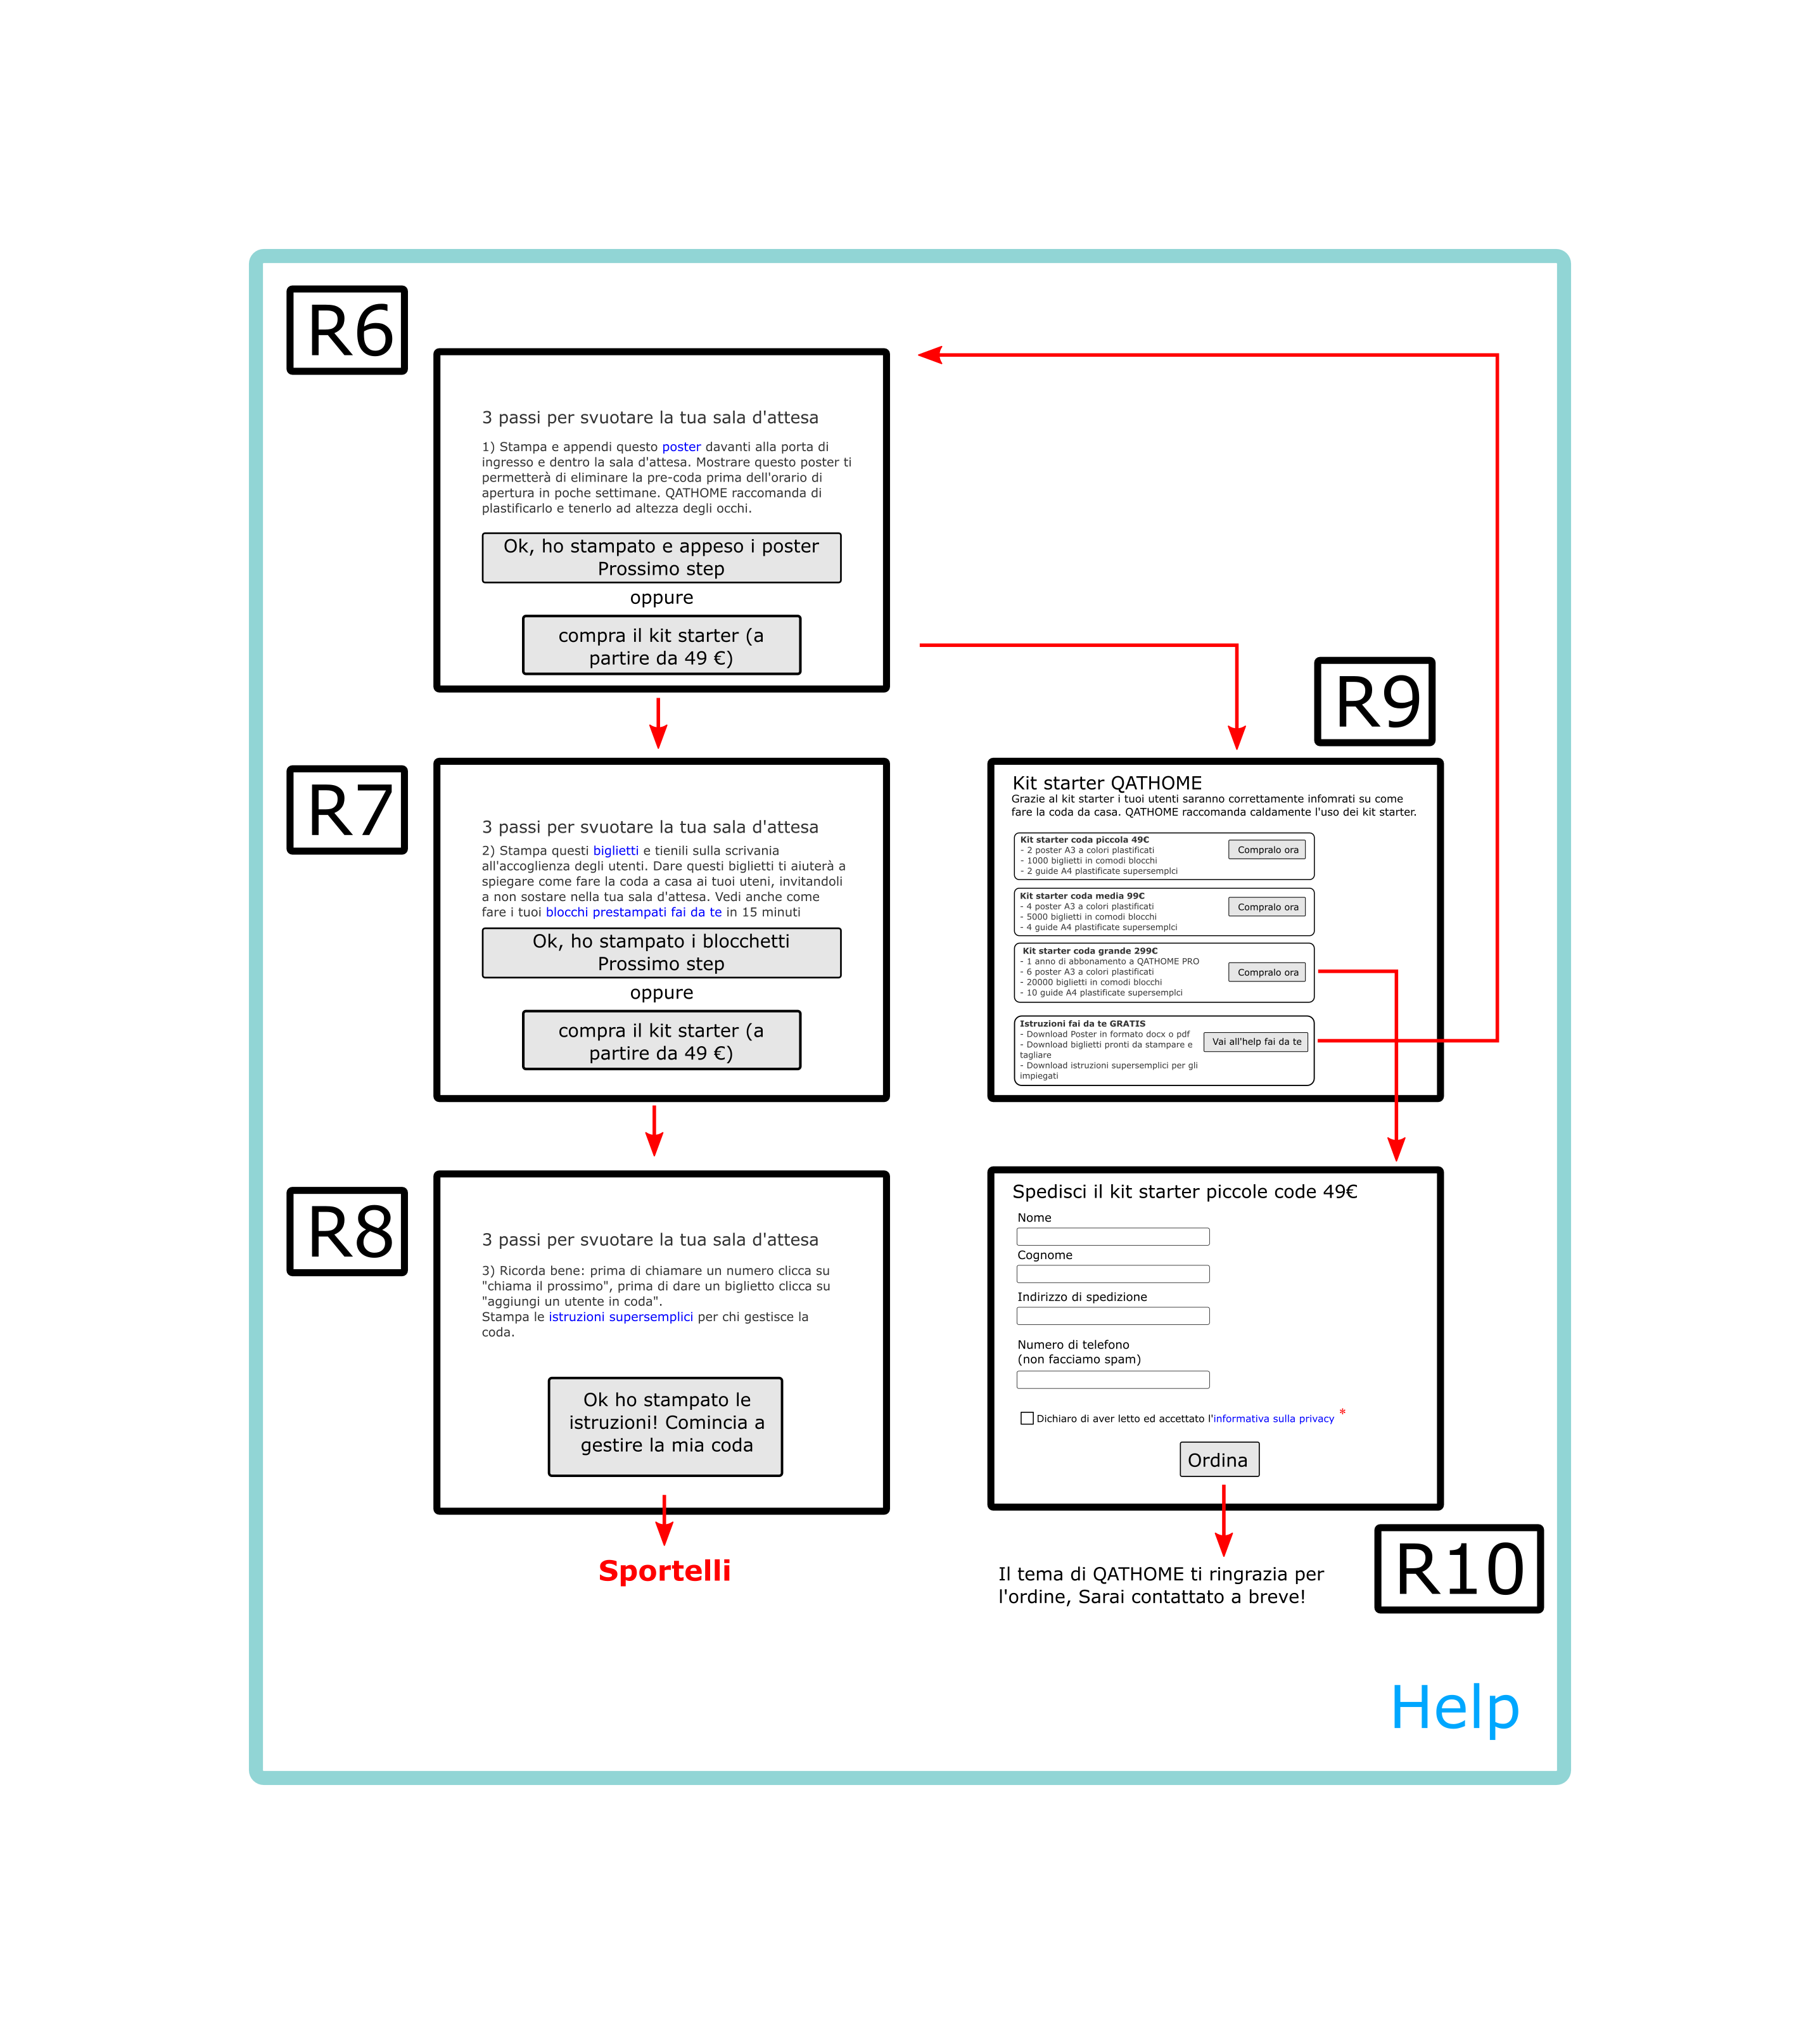 R6
3 passi per svuotare la tua sala d'attesa
1) Stampa e appendi questo poster davanti alla porta di
ingresso e dentro la sala d'attesa. Mostrare questo poster ti
permetterà di eliminare la pre-coda prima dell'orario di
apertura in poche settimane. QATHOME raccomanda di
plastificarlo e tenerlo ad altezza degli occhi.
Ok, ho stampato e appeso i poster
Prossimo step
oppure
compra il kit starter (a
partire da 49 €)
R7
3 passi per svuotare la tua sala d'attesa
2) Stampa questi biglietti e tienili sulla scrivania
all'accoglienza degli utenti. Dare questi biglietti ti aiuterà a
spiegare come fare la coda a casa ai tuoi uteni, invitandoli
a non sostare nella tua sala d'attesa. Vedi anche come
fare i tuoi blocchi prestampati fai da te in 15 minuti
Ok, ho stampato i blocchetti
Prossimo step
oppure
compra il kit starter (a
partire da 49 €)
R8
3 passi per svuotare la tua sala d'attesa
3) Ricorda bene: prima di chiamare un numero clicca su
"chiama il prossimo", prima di dare un biglietto clicca su
"aggiungi un utente in coda".
Stampa le istruzioni supersemplici per chi gestisce la
coda.
Ok ho stampato le
istruzioni! Comincia a
gestire la mia coda
Sportelli
R9
Kit starter QATHOME
Grazie al kit starter i tuoi utenti saranno correttamente infomrati su come
fare la coda da casa. QATHOME raccomanda caldamente l'uso dei kit starter.
Kit starter coda piccola 49€
- 2 poster A3 a colori plastificati
- 1000 biglietti in comodi blocchi
- 2 guide A4 plastificate supersemplci
Compralo ora
Kit starter coda media 99€
- 4 poster A3 a colori plastificati
- 5000 biglietti in comodi blocchi
- 4 guide A4 plastificate supersemplci
Compralo ora
Kit starter coda grande 299€
- 1 anno di abbonamento a QATHOME PRO
- 6 poster A3 a colori plastificati
- 20000 biglietti in comodi blocchi
- 10 guide A4 plastificate supersemplci
Compralo ora
Istruzioni fai da te GRATIS
- Download Poster in formato docx o pdf
- Download biglietti pronti da stampare e
tagliare
- Download istruzioni supersemplici per gli
impiegati
Vai all'help fai da te
Spedisci il kit starter piccole code 49€
Nome
Cognome
Indirizzo di spedizione
Numero di telefono
(non facciamo spam)
Dichiaro di aver letto ed accettato l'informativa sulla privacy *
Ordina
R10
Il tema di QATHOME ti ringrazia per
l'ordine, Sarai contattato a breve!
Help